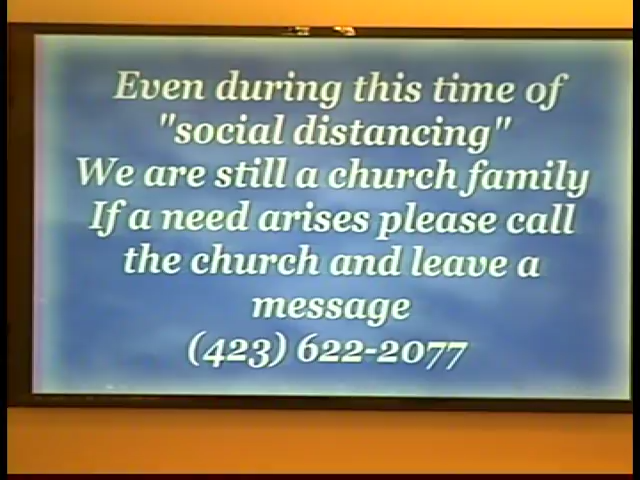 Even during this time of
"social distancing"
We are still a church family
If a need arises please call
the church and leave a
message
(423) 622-2077